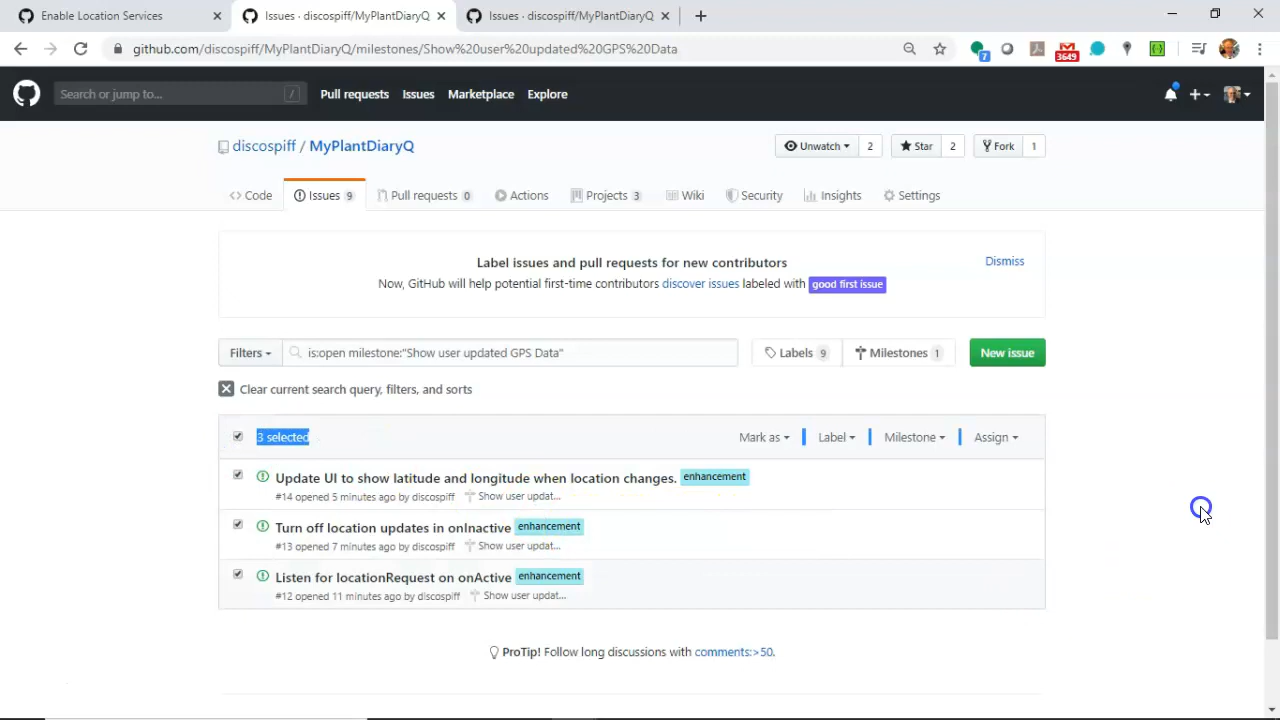 Enable Location Services
Issues · discospiff/MyPlantDiaryQ
Issues · discospiff/MyPlantDiaryQ
github.com/discospiff/MyPlantDiaryQ/milestones/Show%20user%20updated%20GPS%20Data
7
3649
Search or jump to... /
Pull requests Issues Marketplace Explore
discospiff / MyPlantDiaryQ
Unwatch 2 Star 2 Fork 1
Code Issues 9 Pull requests 0 Actions Projects 3 Wiki Security Insights Settings
Label issues and pull requests for new contributors
Dismiss
Now, GitHub will help potential first-time contributors discover issues labeled with good first issue
Filters is:open milestone:"Show user updated GPS Data" Labels 9 Milestones 1 New issue
Clear current search query, filters, and sorts
3 selected Mark as Label Milestone Assign
Update UI to show latitude and longitude when location changes. enhancement
#14 opened 5 minutes ago by discospiff Show user updat...
Turn off location updates in onInactive enhancement
#13 opened 7 minutes ago by discospiff Show user updat...
Listen for locationRequest on onActive enhancement
#12 opened 11 minutes ago by discospiff Show user updat...
ProTip! Follow long discussions with comments:>50.